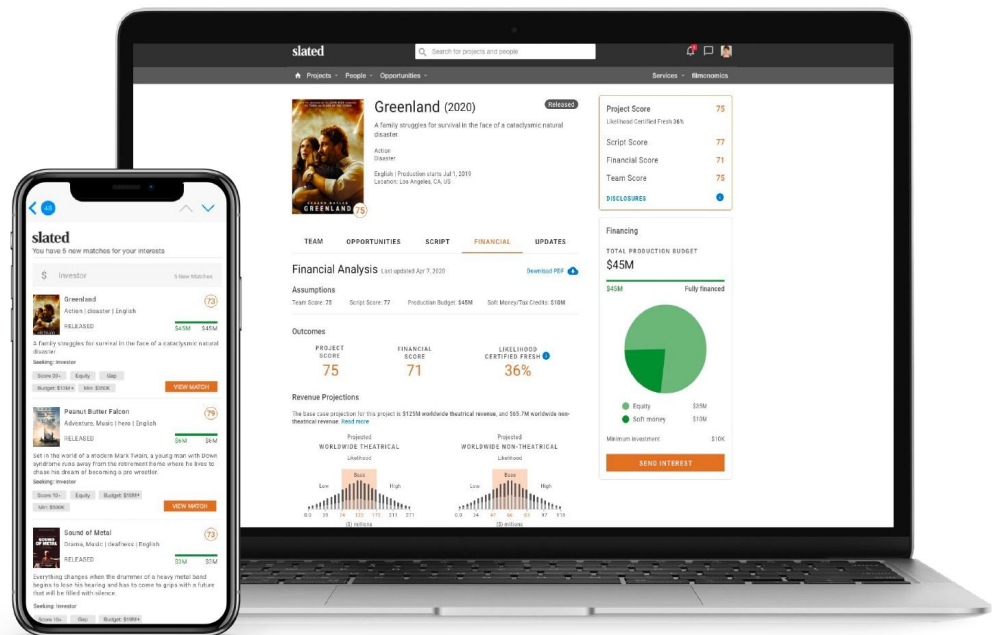 slated
Search for projects and people
Projects People Opportunities
Services filmonomics
Greenland (2020)
Released
A family struggles for survival in the face of a cataclysmic natural
disaster.
Action
Disaster
English | Production starts Jul 1, 2019
Location: Los Angeles, CA, US
GREENLAND
75
Project Score 75
Likelihood Certified Fresh 36%
Script Score 77
Financial Score 71
Team Score 75
DISCLOSURES
TEAM OPPORTUNITIES SCRIPT FINANCIAL UPDATES
Financial Analysis Last updated Apr 7, 2020
Download PDF
Assumptions
Team Score: 75 Script Score: 77 Production Budget: $45M Soft Money/Tax Credits: $10M
Outcomes
PROJECT
SCORE
75
FINANCIAL
SCORE
71
LIKELIHOOD
CERTIFIED FRESH
36%
Revenue Projections
The base case projection for this project is $125M worldwide theatrical revenue, and $65.7M worldwide non-
theatrical revenue. Read more
Projected
WORLDWIDE THEATRICAL
Likelihood
Base
Low High
($) millions
Projected
WORLDWIDE NON-THEATRICAL
Likelihood
Base
Low High
($) millions
Financing
TOTAL PRODUCTION BUDGET
$45M
$45M Fully financed
Equity $35M
Soft money $10M
Minimum investment $10K
SEND INTEREST
slated
You have 5 new matches for your interests
$ Investor 5 New Matches
Greenland
73
Action | disaster | English
RELEASED
$45M $45M
A family struggles for survival in the face of a cataclysmic natural
disaster.
Seeking: Investor
Equity Gap
VIEW MATCH
Peanut Butter Falcon
79
Adventure, Music | hero | English
RELEASED
$6M $6M
Set in the world of a modern Mark Twain, a young man with Down
syndrome runs away from the retirement home where he lives to
chase his dream of becoming a pro wrestler.
Seeking: Investor
Equity
VIEW MATCH
SOUND
OF METAL
Sound of Metal
73
Drama, Music | deafness | English
RELEASED
Everything changes when the drummer of a heavy metal band
begins to lose his hearing and has to come to grips with a future
that will be filled with silence.
Seeking: Investor
Gap